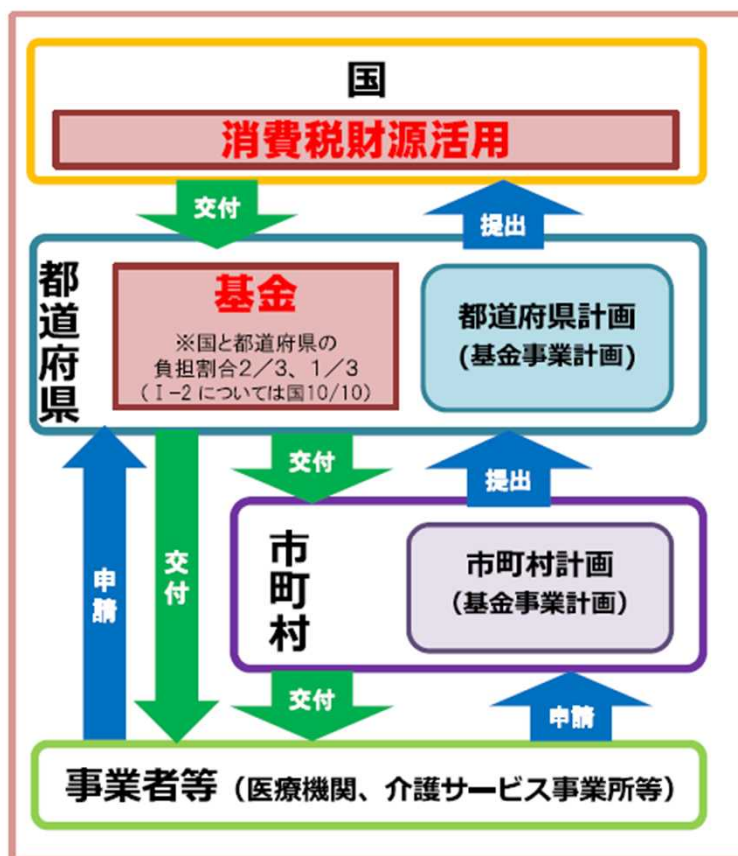 国
消費税財源活用
交付
提出
都道府県
基金
※国と都道府県の
負担割合2/3、1/3
(Ⅰ-2については国10/10)
都道府県計画
(基金事業計画)
申請
交付
交付
提出
市町村
市町村計画
(基金事業計画)
交付
申請
事業者等(医療機関、介護サービス事業所等)